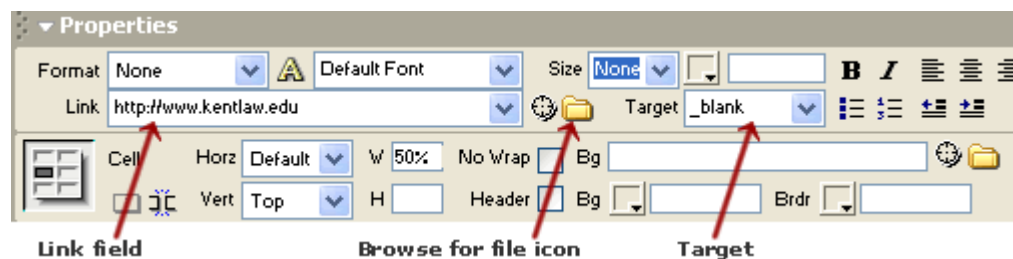 Properties
Format None A Default Font Size None B I
Link http://www.kentlaw.edu Target _blank
Cell Horz Default W 50% No Wrap Bg
Vert Top H Header Bg Brdr
Link field Browse for file icon Target